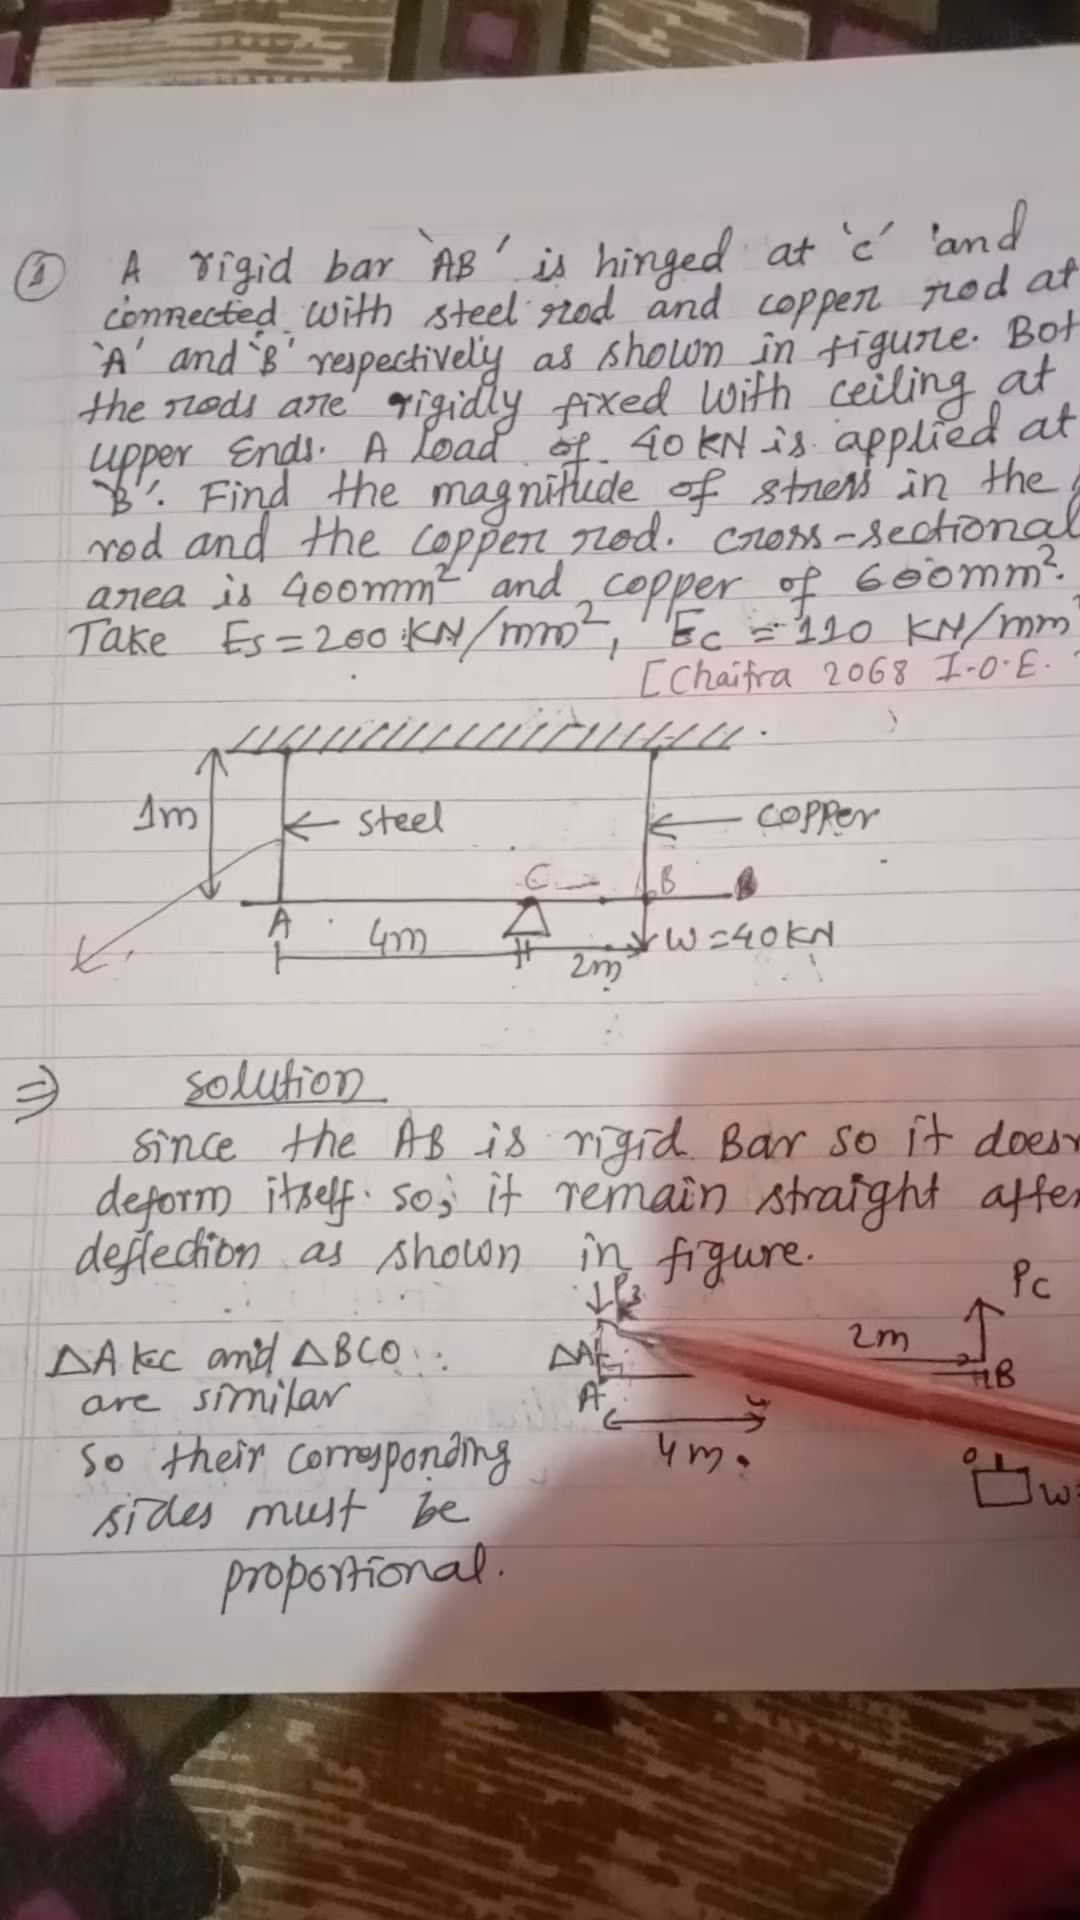 ① A rigid bar `AB' is hinged at 'c' 'and
connected with steel rod and copper rod at
'A' and 'B' respectively as shown in figure. Bot
the rods are rigidly fixed with ceiling at
upper Ends. A load of 40 KN is applied at
'B'. Find the magnitude of stress in the
rod and the copper rod. cross-sectional
area is 400mm² and copper of 600mm².
Take Es = 200 KN/mm², Ec = 110 KN/mm²
[Chaitra 2068 I.O.E.
1m
steel
copper
C
B
B
A
4m
2m
W = 40KN
⇒ solution
since the AB is rigid Bar so it does
deform itself. so; it remain straight after
deflection as shown in figure.
Pc
2m
ΔAKC and ΔBCO
are similar
ΔA
A
B
4m.
so their corresponding
sides must be
proportional.
W=